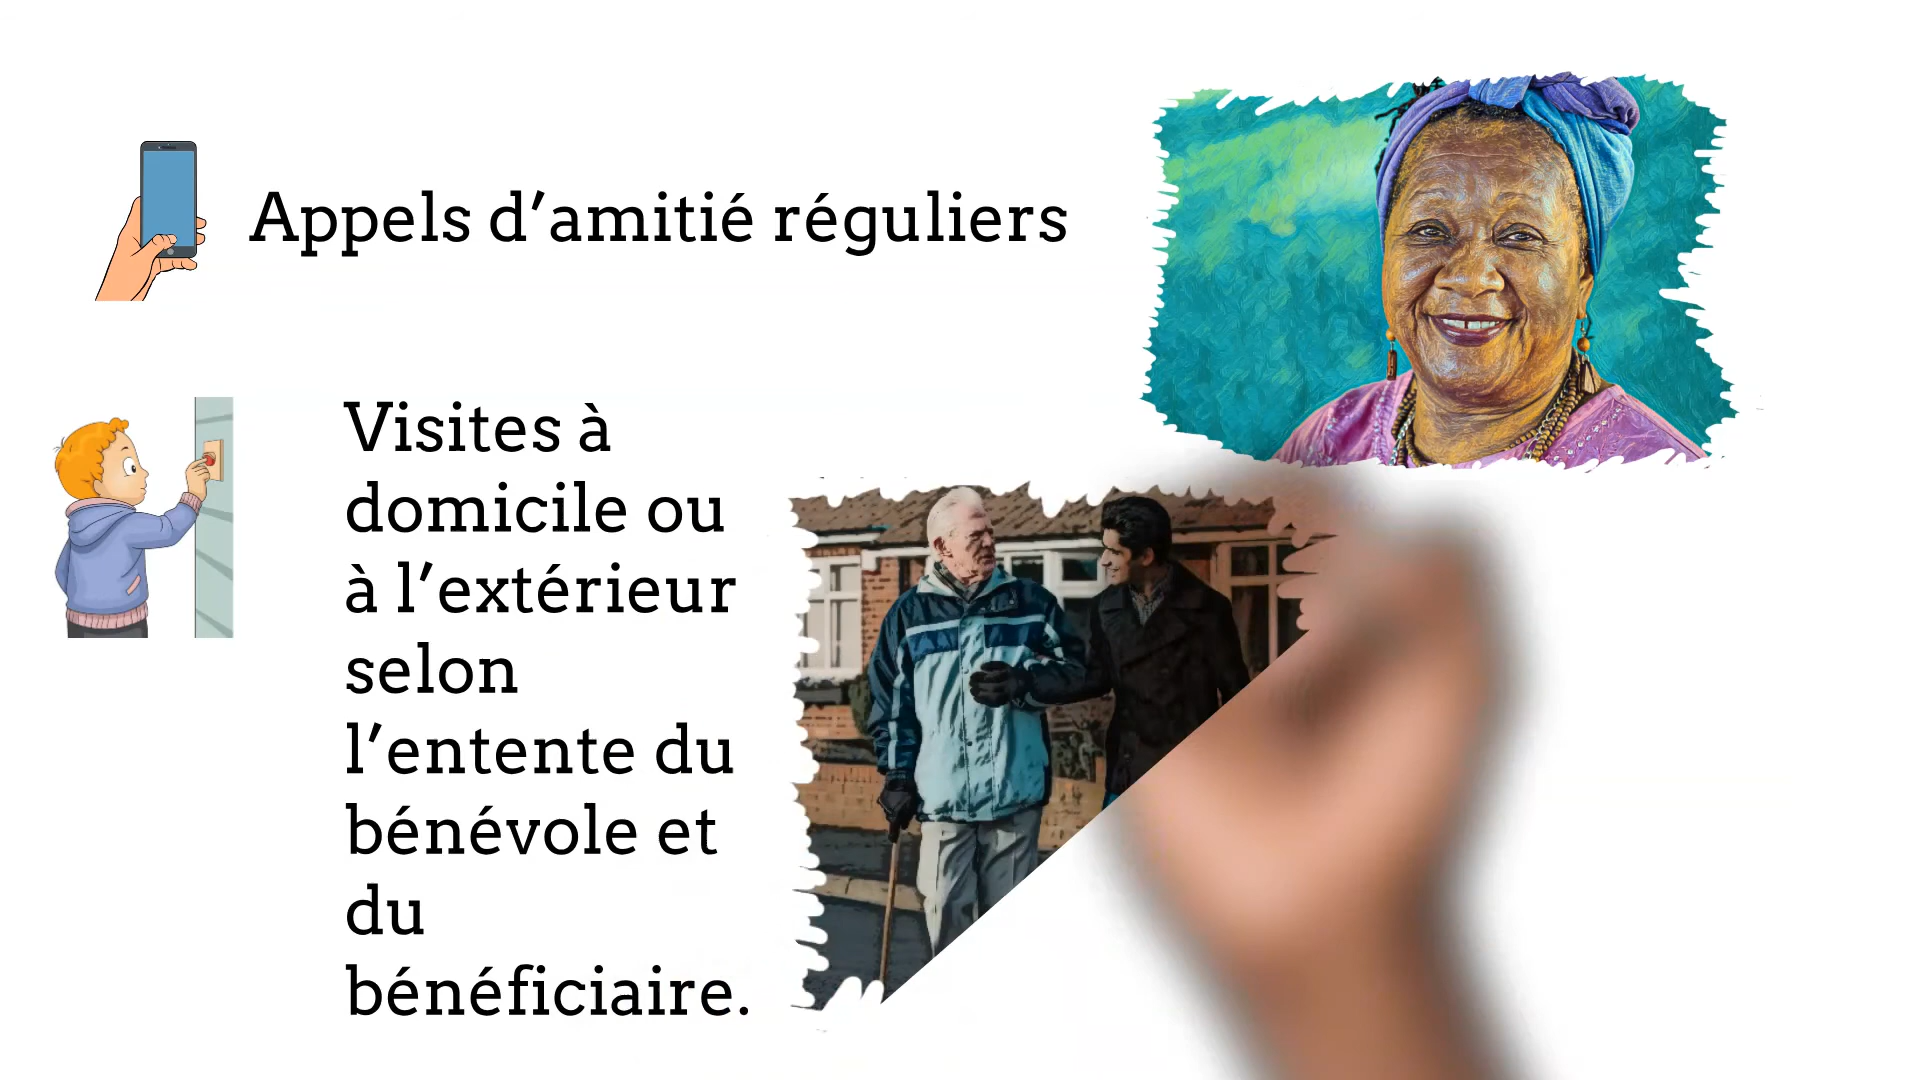 Appels d’amitié réguliers
Visites à
domicile ou
à l’extérieur
selon
l’entente du
bénévole et
du
bénéficiaire.